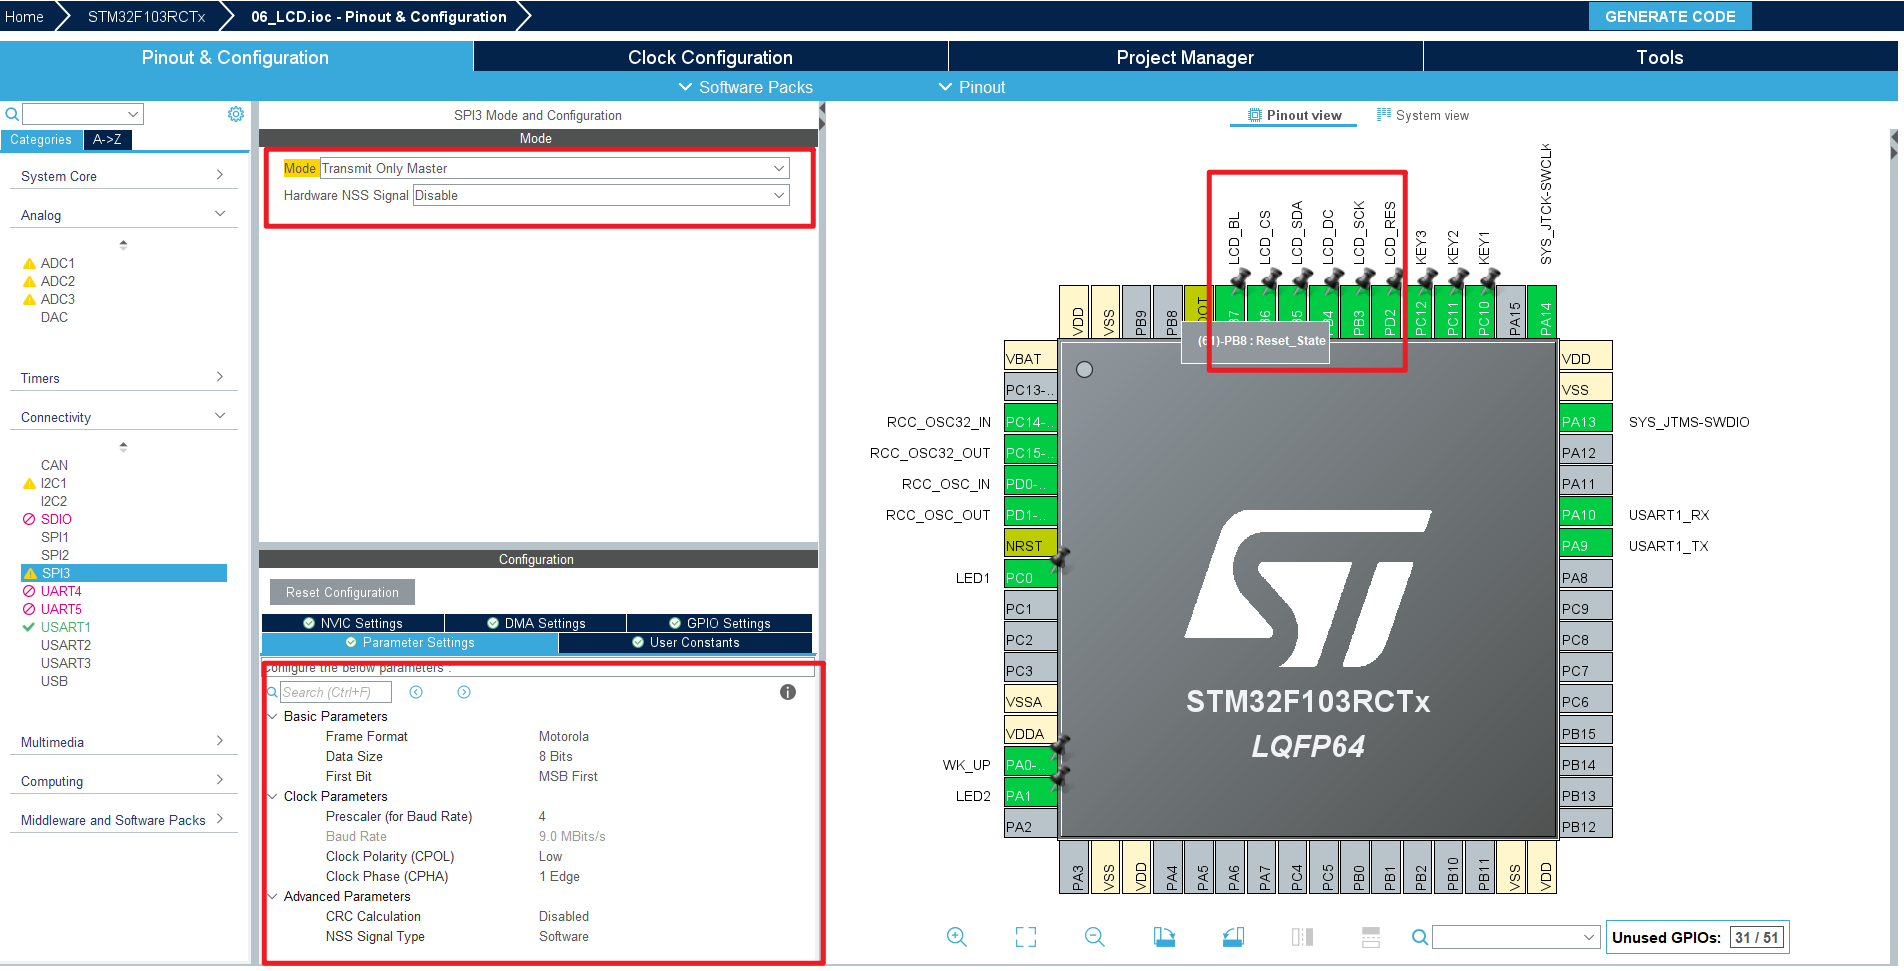 Home
STM32F103RCTx
06_LCD.ioc - Pinout & Configuration
GENERATE CODE
Pinout & Configuration
Clock Configuration
Project Manager
Tools
Software Packs
Pinout
Categories
A->Z
System Core
Analog
ADC1
ADC2
ADC3
DAC
Timers
Connectivity
CAN
I2C1
I2C2
SDIO
SPI1
SPI2
SPI3
UART4
UART5
USART1
USART2
USART3
USB
Multimedia
Computing
Middleware and Software Packs
SPI3 Mode and Configuration
Mode
Mode Transmit Only Master
Hardware NSS Signal Disable
Configuration
Reset Configuration
NVIC Settings
DMA Settings
GPIO Settings
Parameter Settings
User Constants
Configure the below parameters :
Search (Ctrl+F)
Basic Parameters
Frame Format Motorola
Data Size 8 Bits
First Bit MSB First
Clock Parameters
Prescaler (for Baud Rate) 4
Baud Rate 9.0 MBits/s
Clock Polarity (CPOL) Low
Clock Phase (CPHA) 1 Edge
Advanced Parameters
CRC Calculation Disabled
NSS Signal Type Software
Pinout view
System view
LCD_BL
LCD_CS
LCD_SDA
LCD_DC
LCD_SCK
LCD_RES
KEY3
KEY2
KEY1
SYS_JTCK-SWCLK
VDD
VSS
PB9
PB8
PB3
PD2
PC12
PC11
PC10
PA15
PA14
(61)-PB8 : Reset_State
VBAT
PC13-..
RCC_OSC32_IN PC14-..
RCC_OSC32_OUT PC15-..
RCC_OSC_IN PD0-..
RCC_OSC_OUT PD1-..
NRST
LED1 PC0
PC1
PC2
PC3
VSSA
VDDA
WK_UP PA0-..
LED2 PA1
PA2
STM32F103RCTx
LQFP64
VDD
VSS
PA13 SYS_JTMS-SWDIO
PA12
PA11
PA10 USART1_RX
PA9 USART1_TX
PA8
PC9
PC8
PC7
PC6
PB15
PB14
PB13
PB12
PA3
VSS
VDD
PA4
PA5
PA6
PA7
PC4
PC5
PB0
PB1
PB2
PB10
PB11
VSS
VDD
Unused GPIOs: 31 / 51